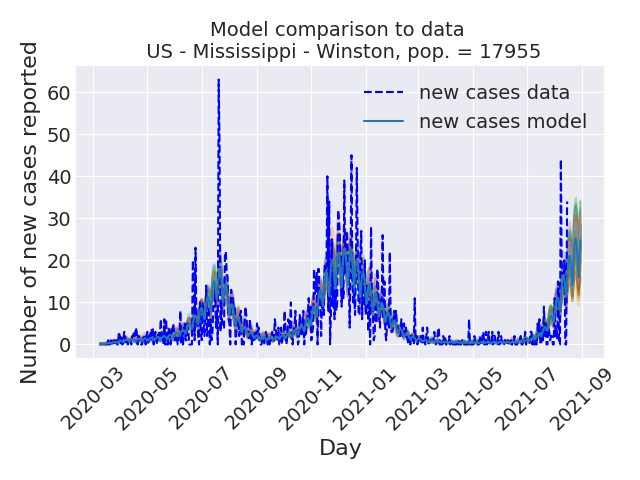 Model comparison to data
US - Mississippi - Winston, pop. = 17955
Number of new cases reported
60
50
40
30
20
10
0
new cases data
new cases model
2020-03
2020-05
2020-07
2020-09
2020-11
2021-01
2021-03
2021-05
2021-07
2021-09
Day